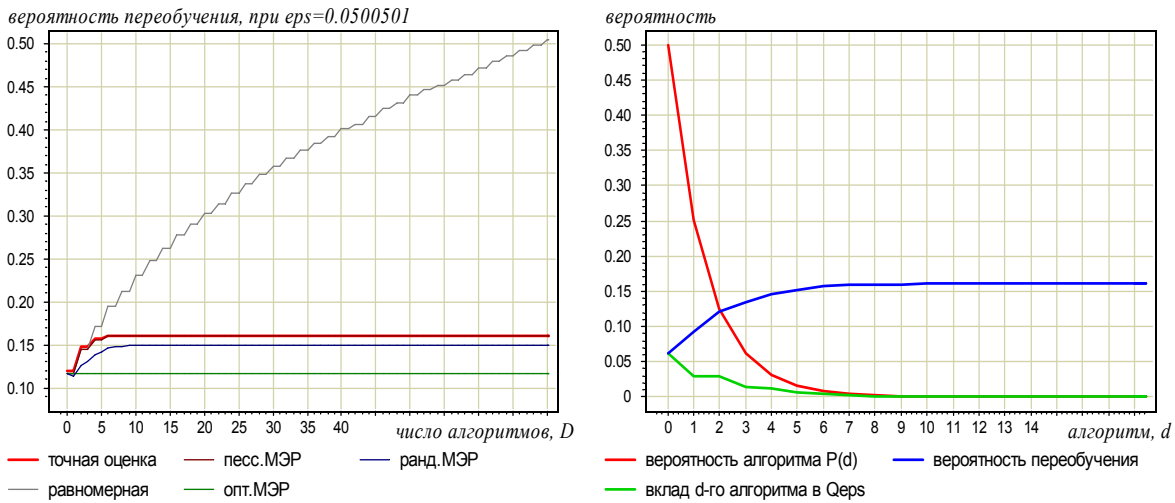 вероятность переобучения, при eps=0.0500501
0.50
0.45
0.40
0.35
0.30
0.25
0.20
0.15
0.10
0 5 10 15 20 25 30 35 40
число алгоритмов, D
точная оценка песс.МЭР ранд.МЭР
равномерная опт.МЭР
вероятность
0.50
0.45
0.40
0.35
0.30
0.25
0.20
0.15
0.10
0.05
0
0 1 2 3 4 5 6 7 8 9 10 11 12 13 14
алгоритм, d
вероятность алгоритма P(d) вероятность переобучения
вклад d-го алгоритма в Qeps